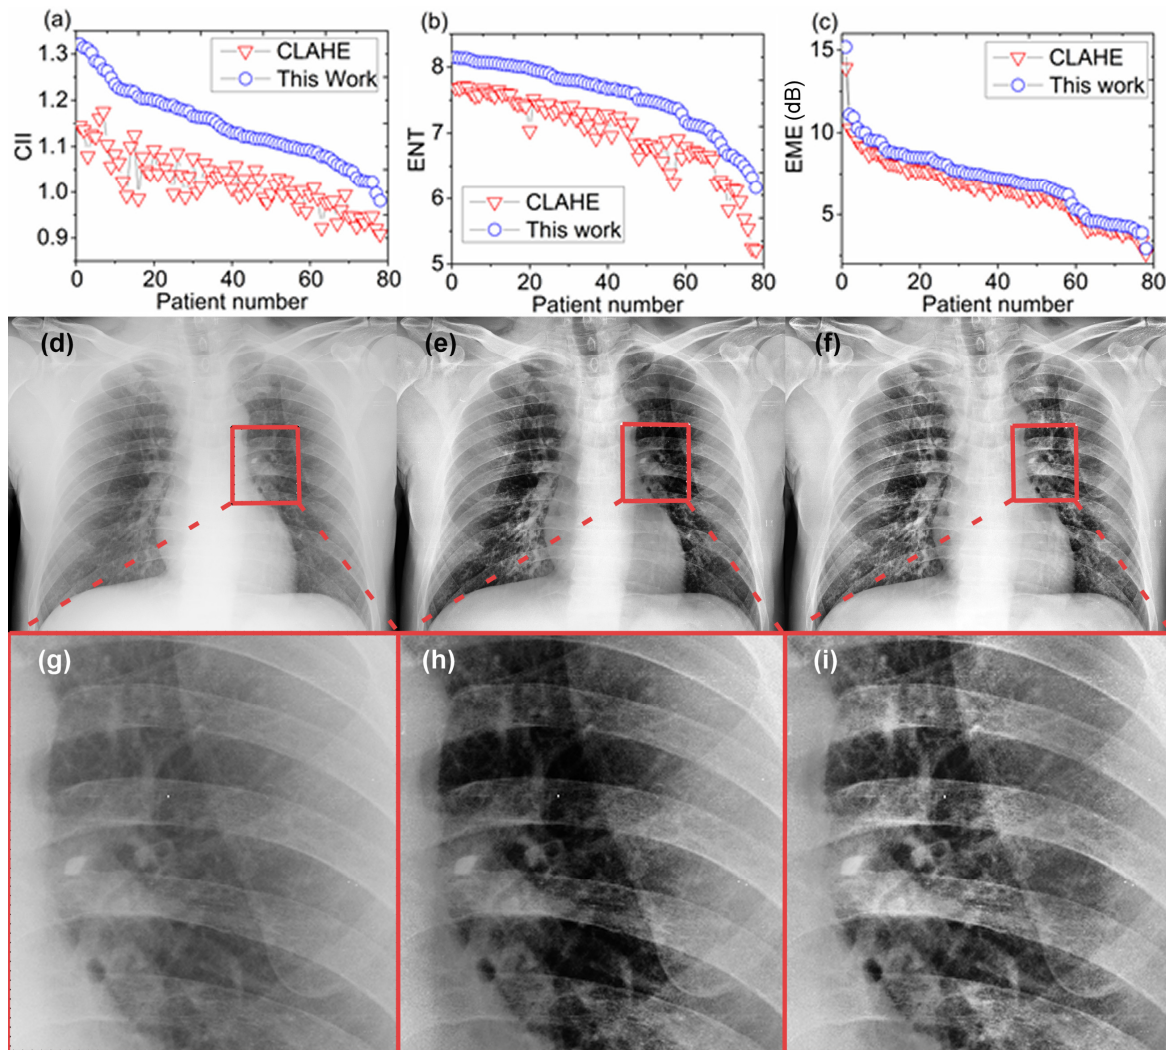 (a)
1.3
1.2
1.1
1.0
0.9
CII
CLAHE
This Work
0 20 40 60 80
Patient number
(b)
8
7
6
5
ENT
CLAHE
This work
0 20 40 60 80
Patient number
(c)
15
10
5
EME (dB)
CLAHE
This work
0 20 40 60 80
Patient number
(d)
(e)
(f)
(g)
(h)
(i)